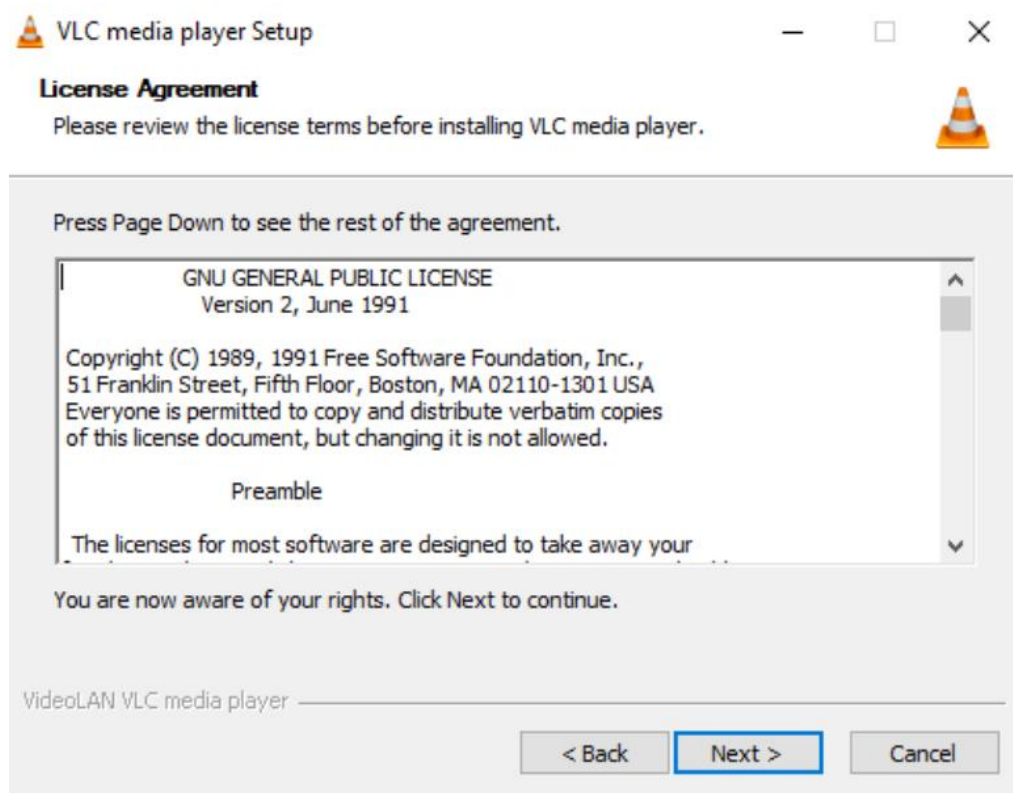 VLC media player Setup
License Agreement
Please review the license terms before installing VLC media player.
Press Page Down to see the rest of the agreement.
GNU GENERAL PUBLIC LICENSE
Version 2, June 1991
Copyright (C) 1989, 1991 Free Software Foundation, Inc.,
51 Franklin Street, Fifth Floor, Boston, MA 02110-1301 USA
Everyone is permitted to copy and distribute verbatim copies
of this license document, but changing it is not allowed.
Preamble
The licenses for most software are designed to take away your
You are now aware of your rights. Click Next to continue.
VideoLAN VLC media player
< Back Next > Cancel